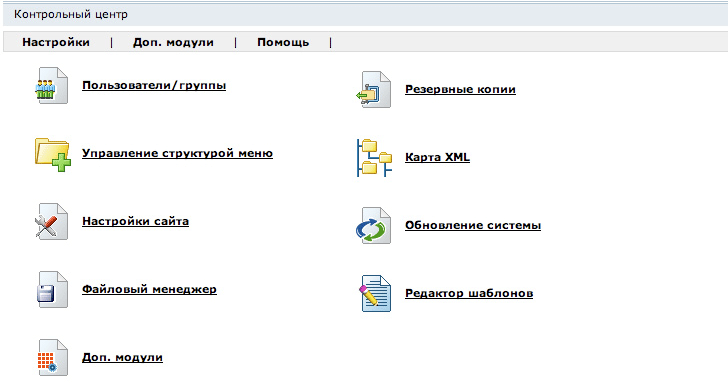 Контрольный центр
Настройки | Доп. модули | Помощь |
Пользователи/группы
Резервные копии
Управление структурой меню
Карта XML
Настройки сайта
Обновление системы
Файловый менеджер
Редактор шаблонов
Доп. модули